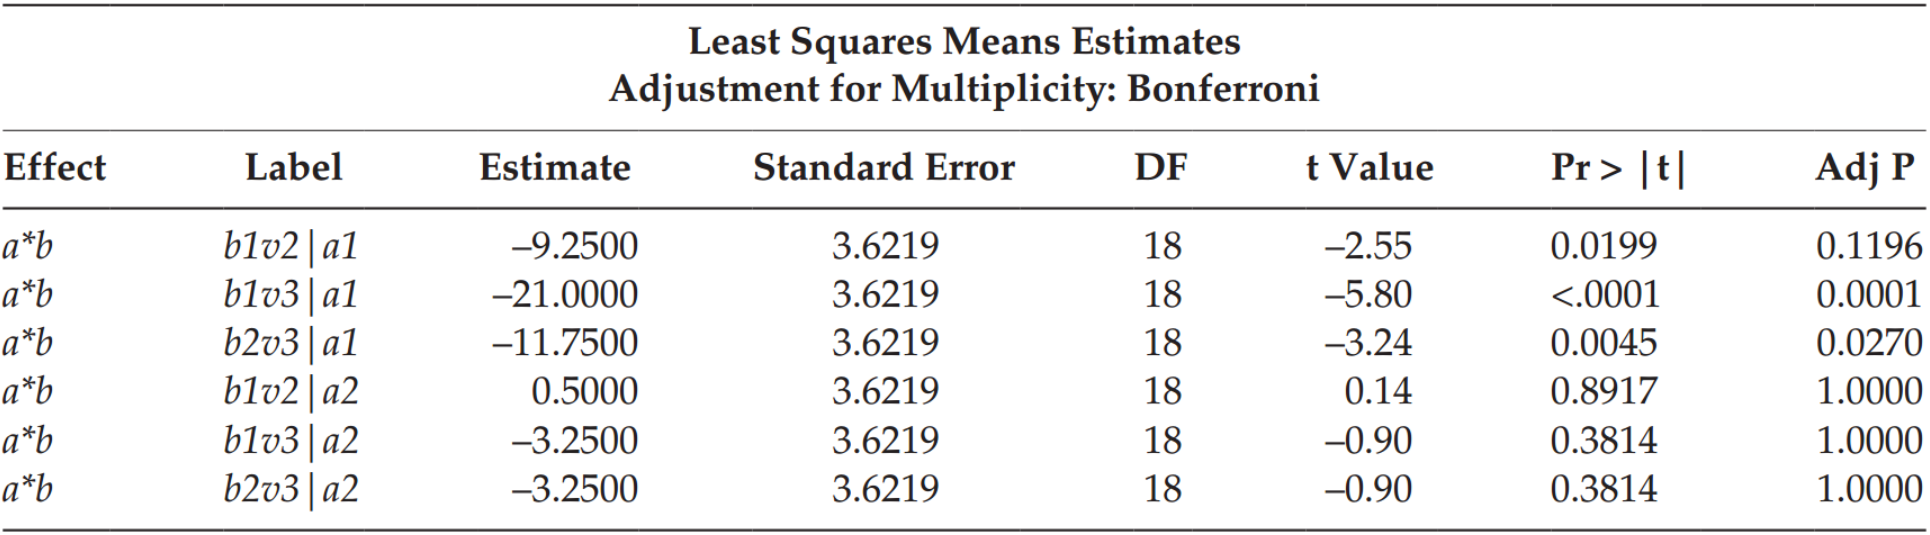 Least Squares Means Estimates
Adjustment for Multiplicity: Bonferroni
Effect Label Estimate Standard Error DF t Value Pr > |t| Adj P
a*b b1v2|a1 –9.2500 3.6219 18 –2.55 0.0199 0.1196
a*b b1v3|a1 –21.0000 3.6219 18 –5.80 <.0001 0.0001
a*b b2v3|a1 –11.7500 3.6219 18 –3.24 0.0045 0.0270
a*b b1v2|a2 0.5000 3.6219 18 0.14 0.8917 1.0000
a*b b1v3|a2 –3.2500 3.6219 18 –0.90 0.3814 1.0000
a*b b2v3|a2 –3.2500 3.6219 18 –0.90 0.3814 1.0000